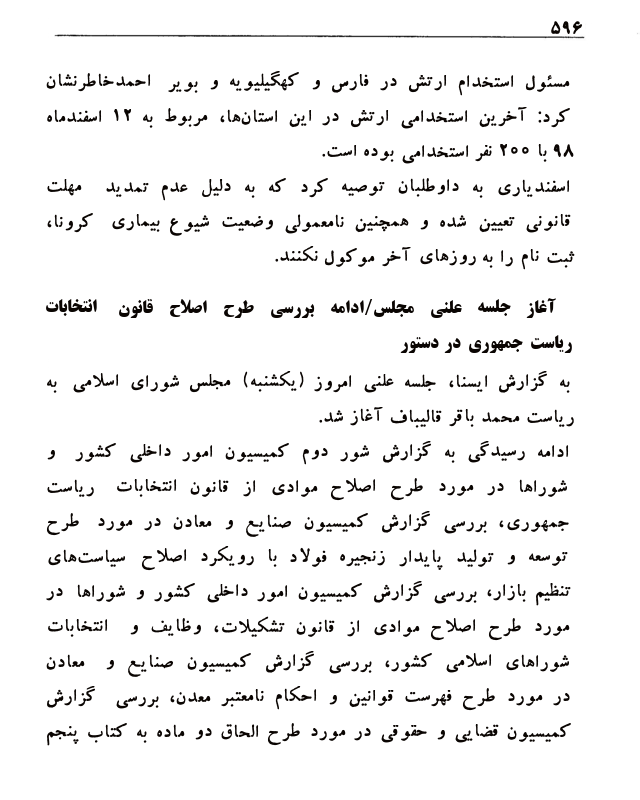 ۵۹۶
مسئول استخدام ارتش در فارس و کهگیلیویه و بویر احمدخاطرنشان
کرد: آخرین استخدامی ارتش در این استان‌ها، مربوط به ۱۲ اسفندماه
۹۸ با ۲۰۰ نفر استخدامی بوده است.
اسفندیاری به داوطلبان توصیه کرد که به دلیل عدم تمدید مهلت
قانونی تعیین شده و همچنین نامعمولی وضعیت شیوع بیماری کرونا،
ثبت نام را به روزهای آخر موکول نکنند.
آغاز جلسه علنی مجلس/ادامه بررسی طرح اصلاح قانون انتخابات
ریاست جمهوری در دستور
به گزارش ایسنا، جلسه علنی امروز (یکشنبه) مجلس شورای اسلامی به
ریاست محمد باقر قالیباف آغاز شد.
ادامه رسیدگی به گزارش شور دوم کمیسیون امور داخلی کشور و
شوراها در مورد طرح اصلاح موادی از قانون انتخابات ریاست
جمهوری، بررسی گزارش کمیسیون صنایع و معادن در مورد طرح
توسعه و تولید پایدار زنجیره فولاد با رویکرد اصلاح سیاست‌های
تنظیم بازار، بررسی گزارش کمیسیون امور داخلی کشور و شوراها در
مورد طرح اصلاح موادی از قانون تشکیلات، وظایف و انتخابات
شوراهای اسلامی کشور، بررسی گزارش کمیسیون صنایع و معادن
در مورد طرح فهرست قوانین و احکام نامعتبر معدن، بررسی گزارش
کمیسیون قضایی و حقوقی در مورد طرح الحاق دو ماده به کتاب پنجم